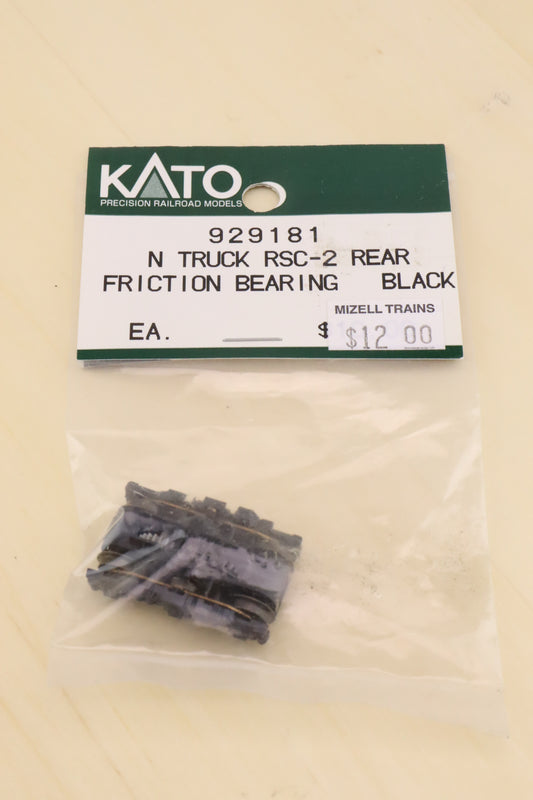 KATO
PRECISION RAILROAD MODELS
929181
N TRUCK RSC-2 REAR
FRICTION BEARING BLACK
MIZELL TRAINS
EA. $
$12.00